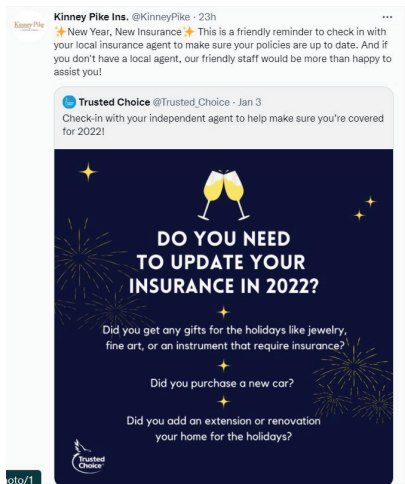 Kinney Pike
Kinney Pike Ins. @KinneyPike · 23h
✨New Year, New Insurance✨ This is a friendly reminder to check in with
your local insurance agent to make sure your policies are up to date. And if
you don't have a local agent, our friendly staff would be more than happy to
assist you!
Trusted Choice @Trusted_Choice · Jan 3
Check-in with your independent agent to help make sure you're covered
for 2022!
DO YOU NEED
TO UPDATE YOUR
INSURANCE IN 2022?
Did you get any gifts for the holidays like jewelry,
fine art, or an instrument that require insurance?
Did you purchase a new car?
Did you add an extension or renovation
your home for the holidays?
Trusted
Choice
oto/1